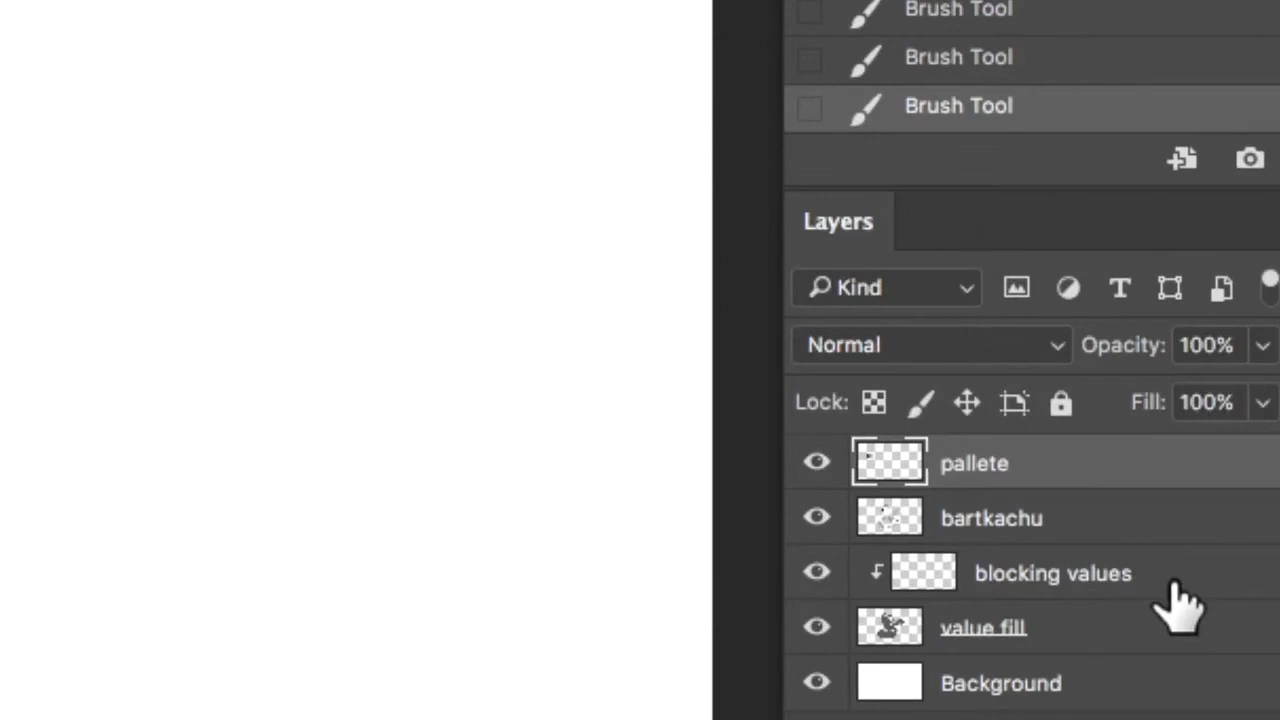 Brush Tool
Brush Tool
Brush Tool
Layers
Kind
Normal Opacity: 100%
Lock: Fill: 100%
pallete
bartkachu
blocking values
value fill
Background